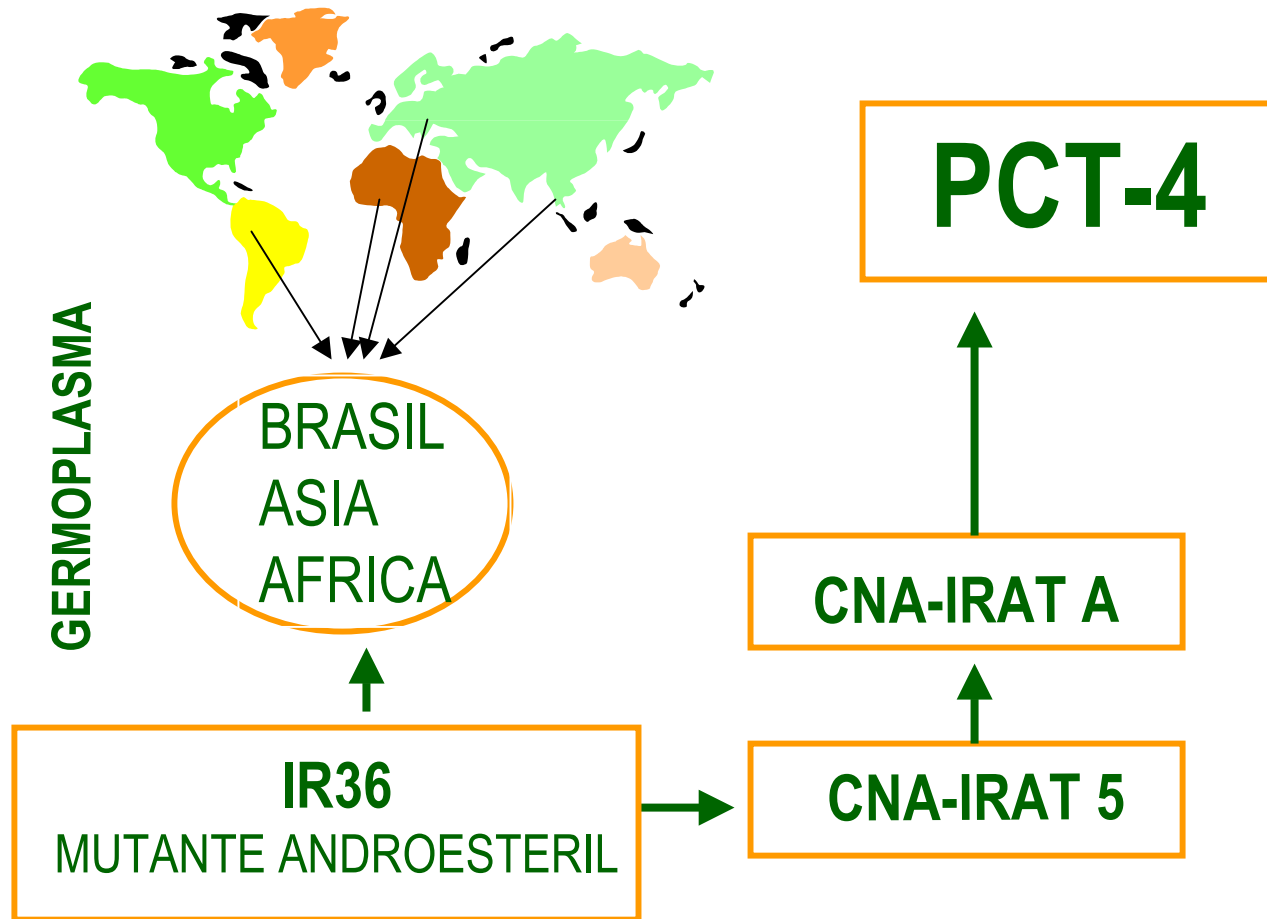 GERMOPLASMA
BRASIL
ASIA
AFRICA
IR36
MUTANTE ANDROESTERIL
PCT-4
CNA-IRAT A
CNA-IRAT 5